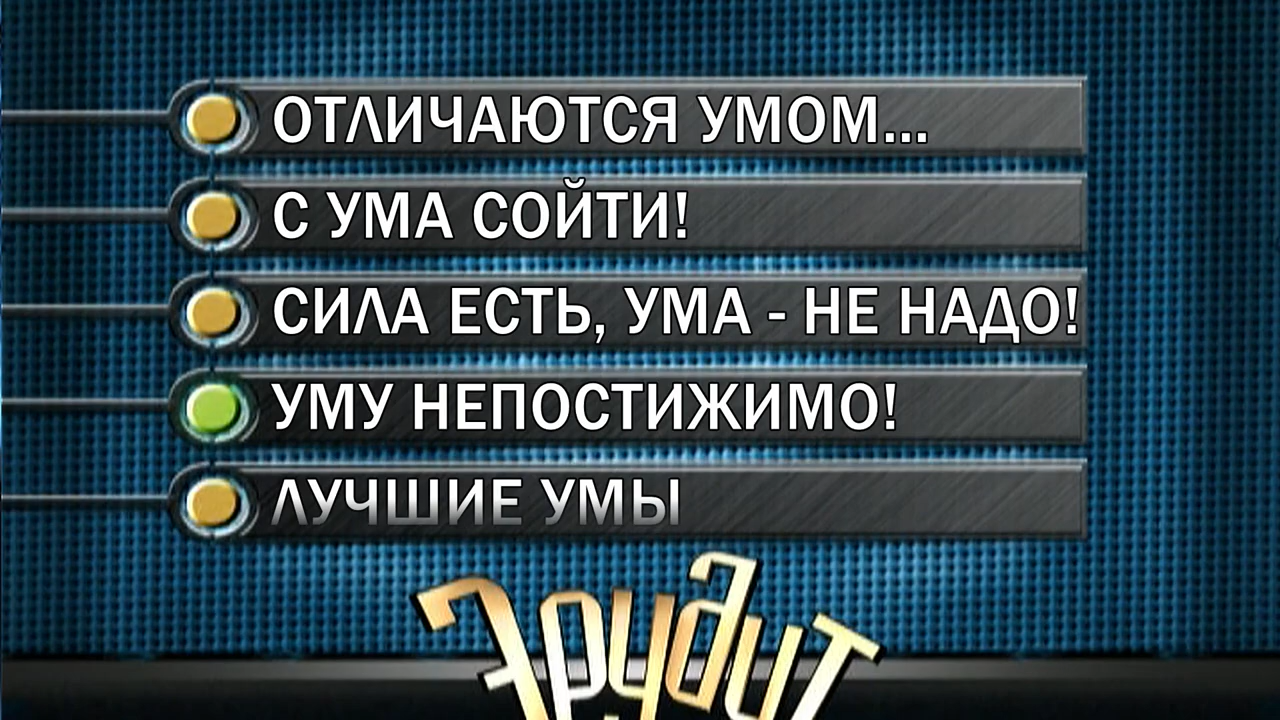 ОТЛИЧАЮТСЯ УМОМ...
С УМА СОЙТИ!
СИЛА ЕСТЬ, УМА - НЕ НАДО!
УМУ НЕПОСТИЖИМО!
ЛУЧШИЕ УМЫ
Эрудит